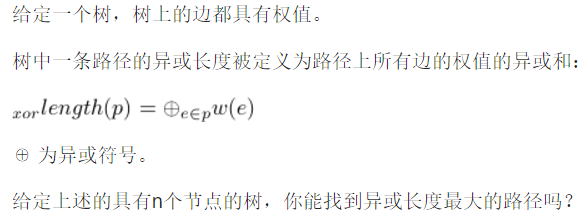 给定一个树，树上的边都具有权值。
树中一条路径的异或长度被定义为路径上所有边的权值的异或和：
_{xor}length(p) = ⊕_{e∈p}w(e)
⊕ 为异或符号。
给定上述的具有n个节点的树，你能找到异或长度最大的路径吗？